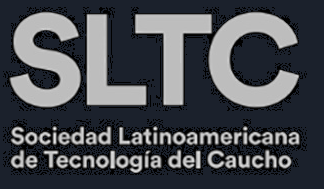 SLTC
Sociedad Latinoamericana
de Tecnología del Caucho